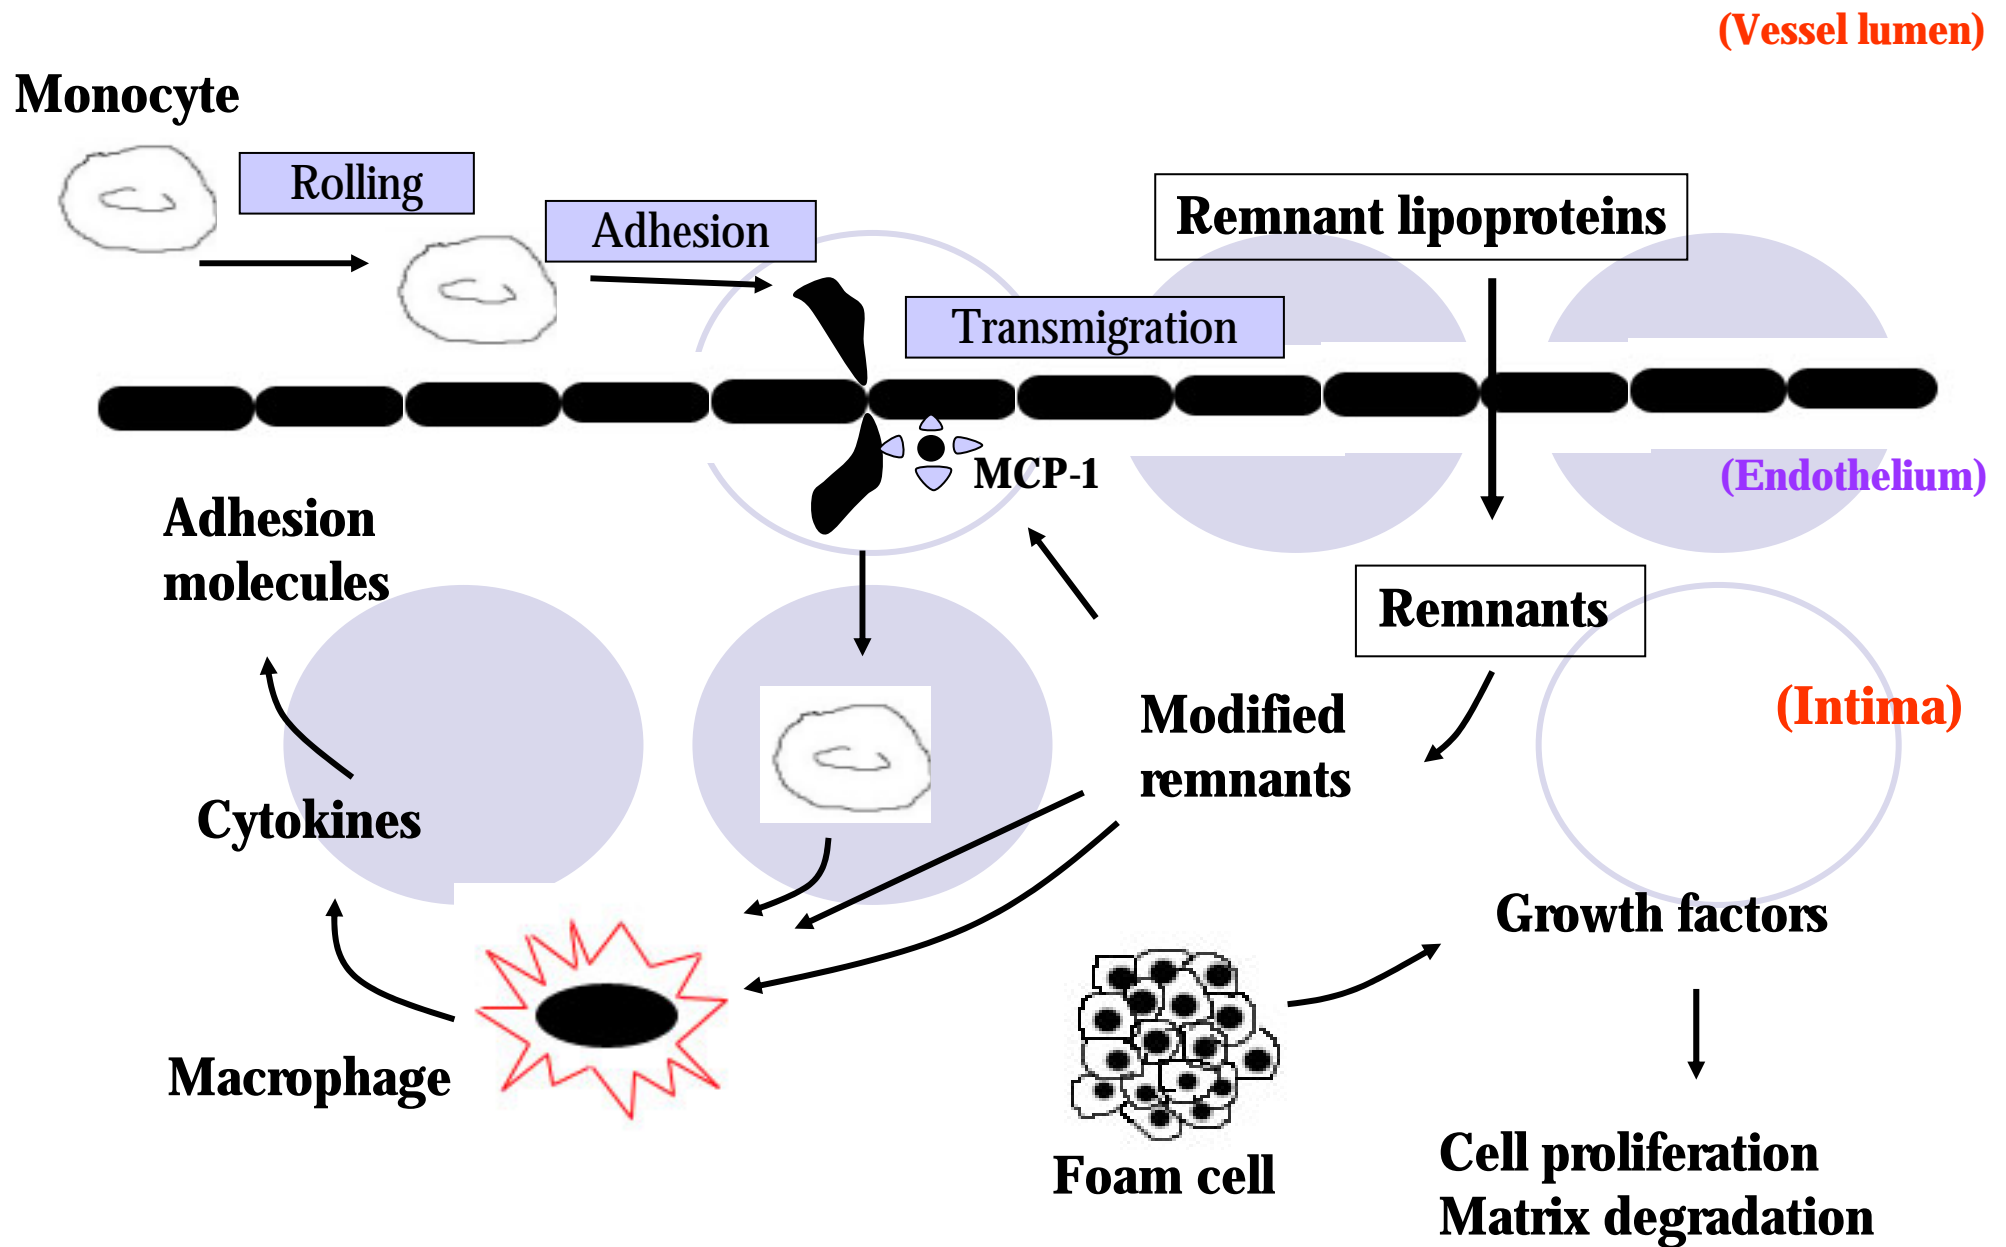 (Vessel lumen)
Monocyte
Rolling
Adhesion
Remnant lipoproteins
Transmigration
MCP-1
(Endothelium)
Adhesion
molecules
Remnants
(Intima)
Modified
remnants
Cytokines
Growth factors
Macrophage
Foam cell
Cell proliferation
Matrix degradation